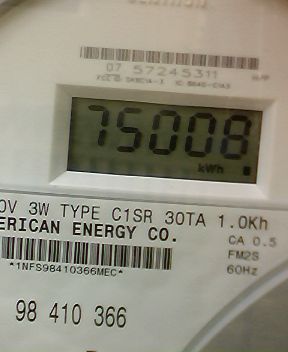 07 57245311
75008
kWh
0V 3W TYPE C1SR 30TA 1.0Kh
ERICAN ENERGY CO.
CA 0.5
*1NFS98410366MEC*
FM2S
60Hz
98 410 366